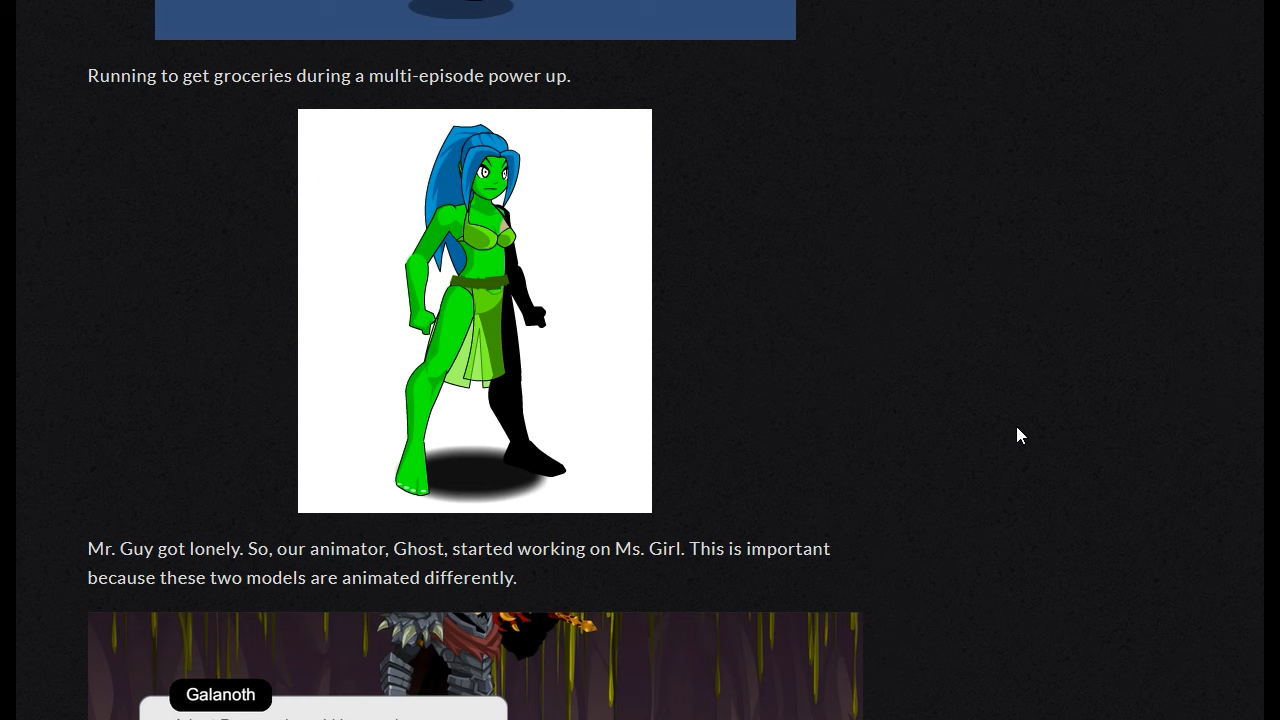 Running to get groceries during a multi-episode power up.
Mr. Guy got lonely. So, our animator, Ghost, started working on Ms. Girl. This is important
because these two models are animated differently.
Galanoth